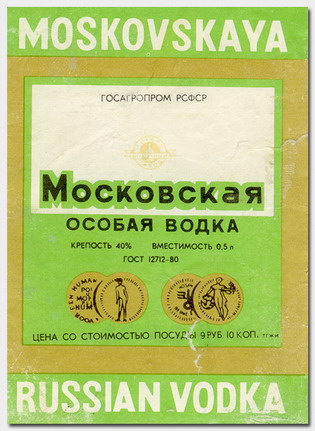 MOSKOVSKAYA
ГОСАГРОПРОМ РСФСР
Московская
ОСОБАЯ ВОДКА
КРЕПОСТЬ 40% ВМЕСТИМОСТЬ 0,5 л
ГОСТ 12712-80
ЦЕНА СО СТОИМОСТЬЮ ПОСУДЫ 9 РУБ. 10 КОП.
RUSSIAN VODKA